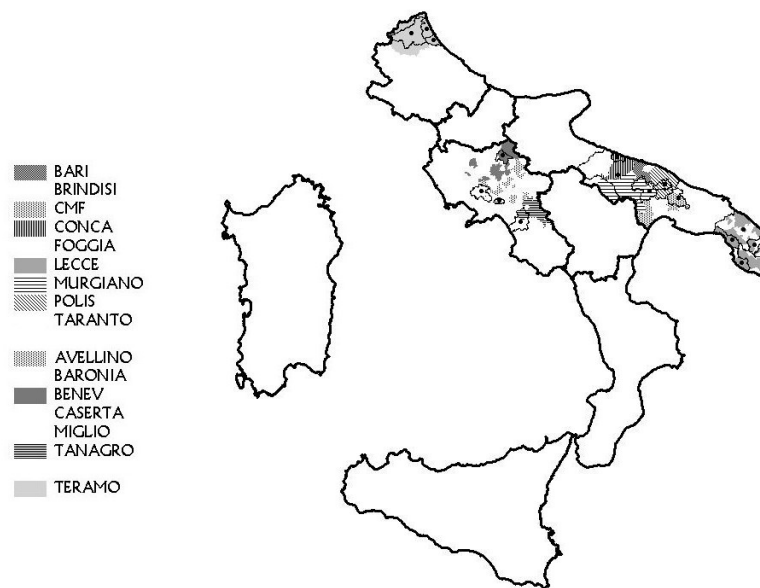 BARI
BRINDISI
CMF
CONCA
FOGGIA
LECCE
MURGIANO
POLIS
TARANTO
AVELLINO
BARONIA
BENEV
CASERTA
MIGLIO
TANAGRO
TERAMO